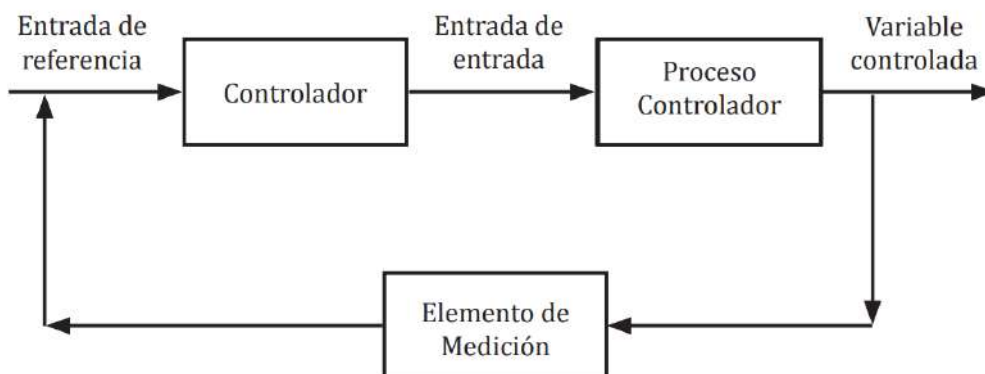 Entrada de
referencia
Controlador
Entrada de
entrada
Proceso
Controlador
Variable
controlada
Elemento de
Medición